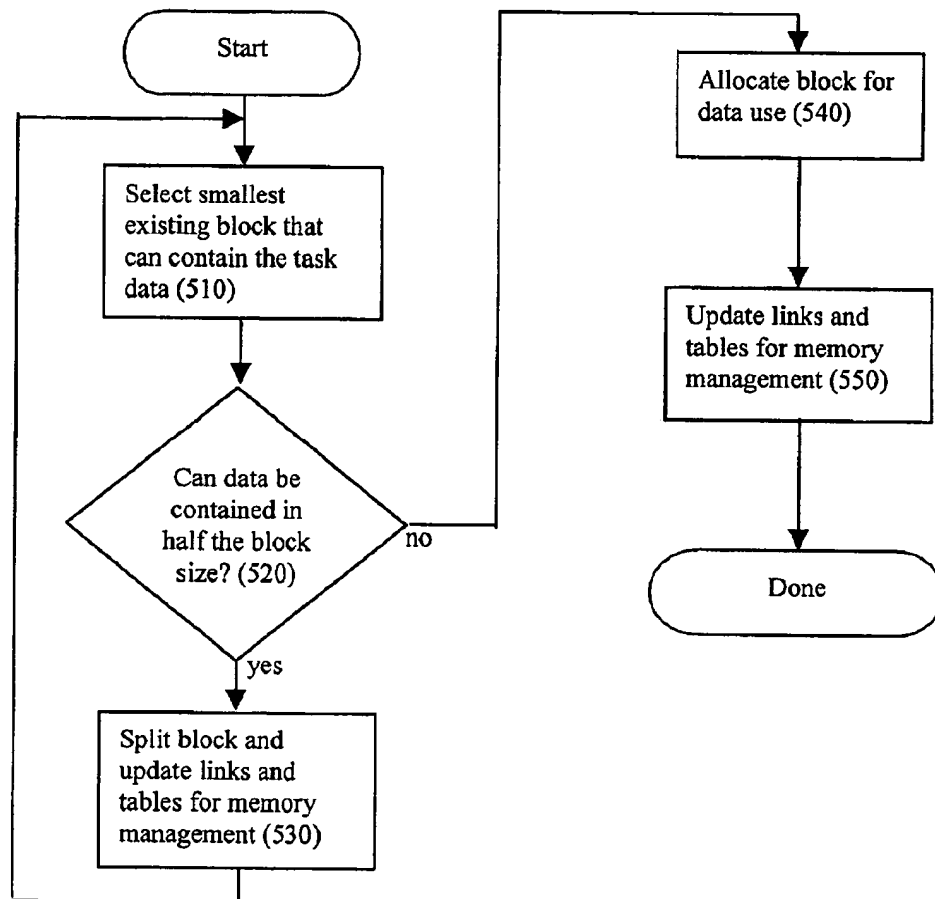 Start
Select smallest
existing block that
can contain the task
data (510)
Can data be
contained in
half the block
size? (520)
no
yes
Split block and
update links and
tables for memory
management (530)
Allocate block for
data use (540)
Update links and
tables for memory
management (550)
Done